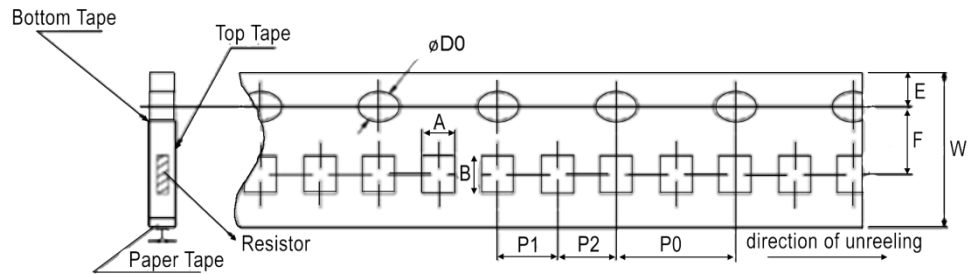 Bottom Tape
Top Tape
øD0
E
A
F
W
B
Resistor
P1
P2
P0
direction of unreeling
Paper Tape